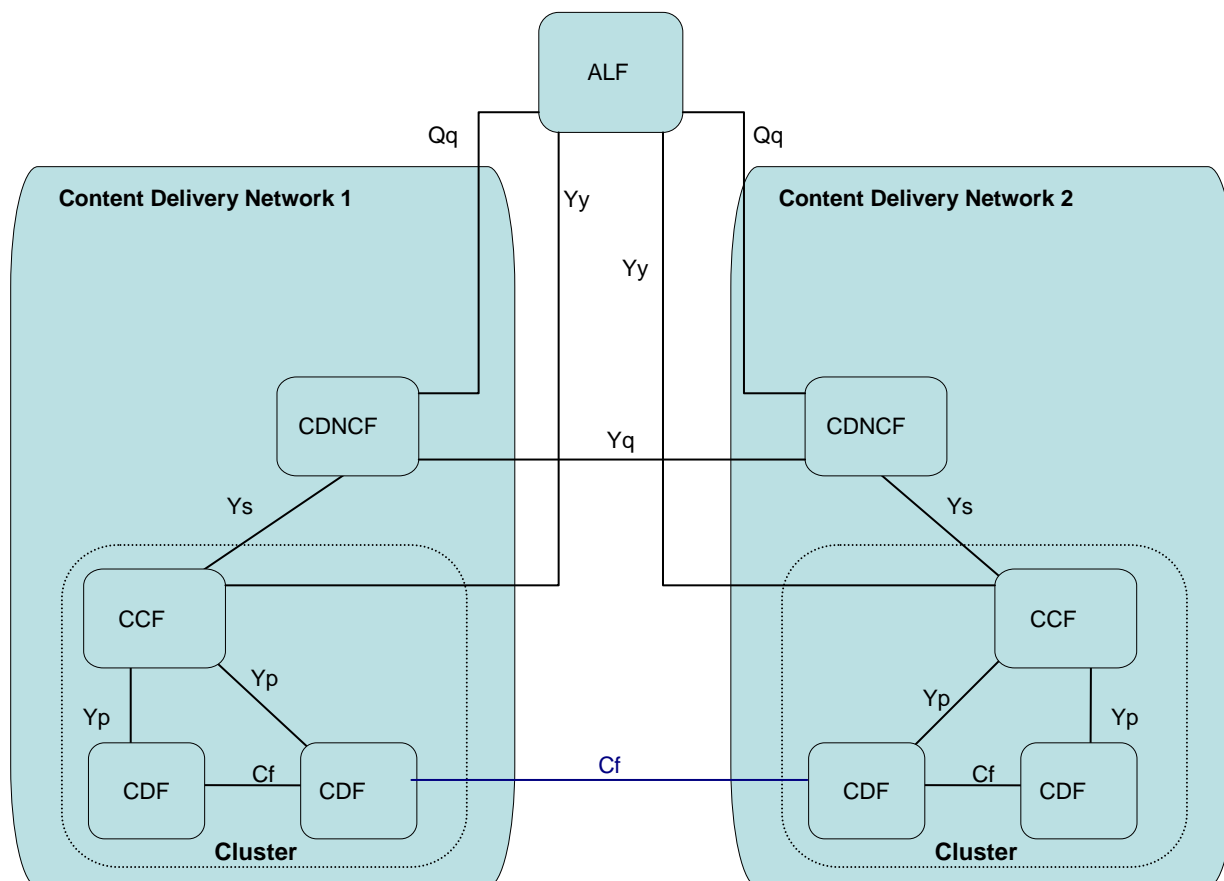 ALF
Qq
Qq
Content Delivery Network 1
Yy
Content Delivery Network 2
Yy
CDNCF
CDNCF
Yq
Ys
Ys
CCF
CCF
Yp
Yp
Yp
Yp
Cf
Cf
Cf
CDF
CDF
CDF
CDF
Cluster
Cluster